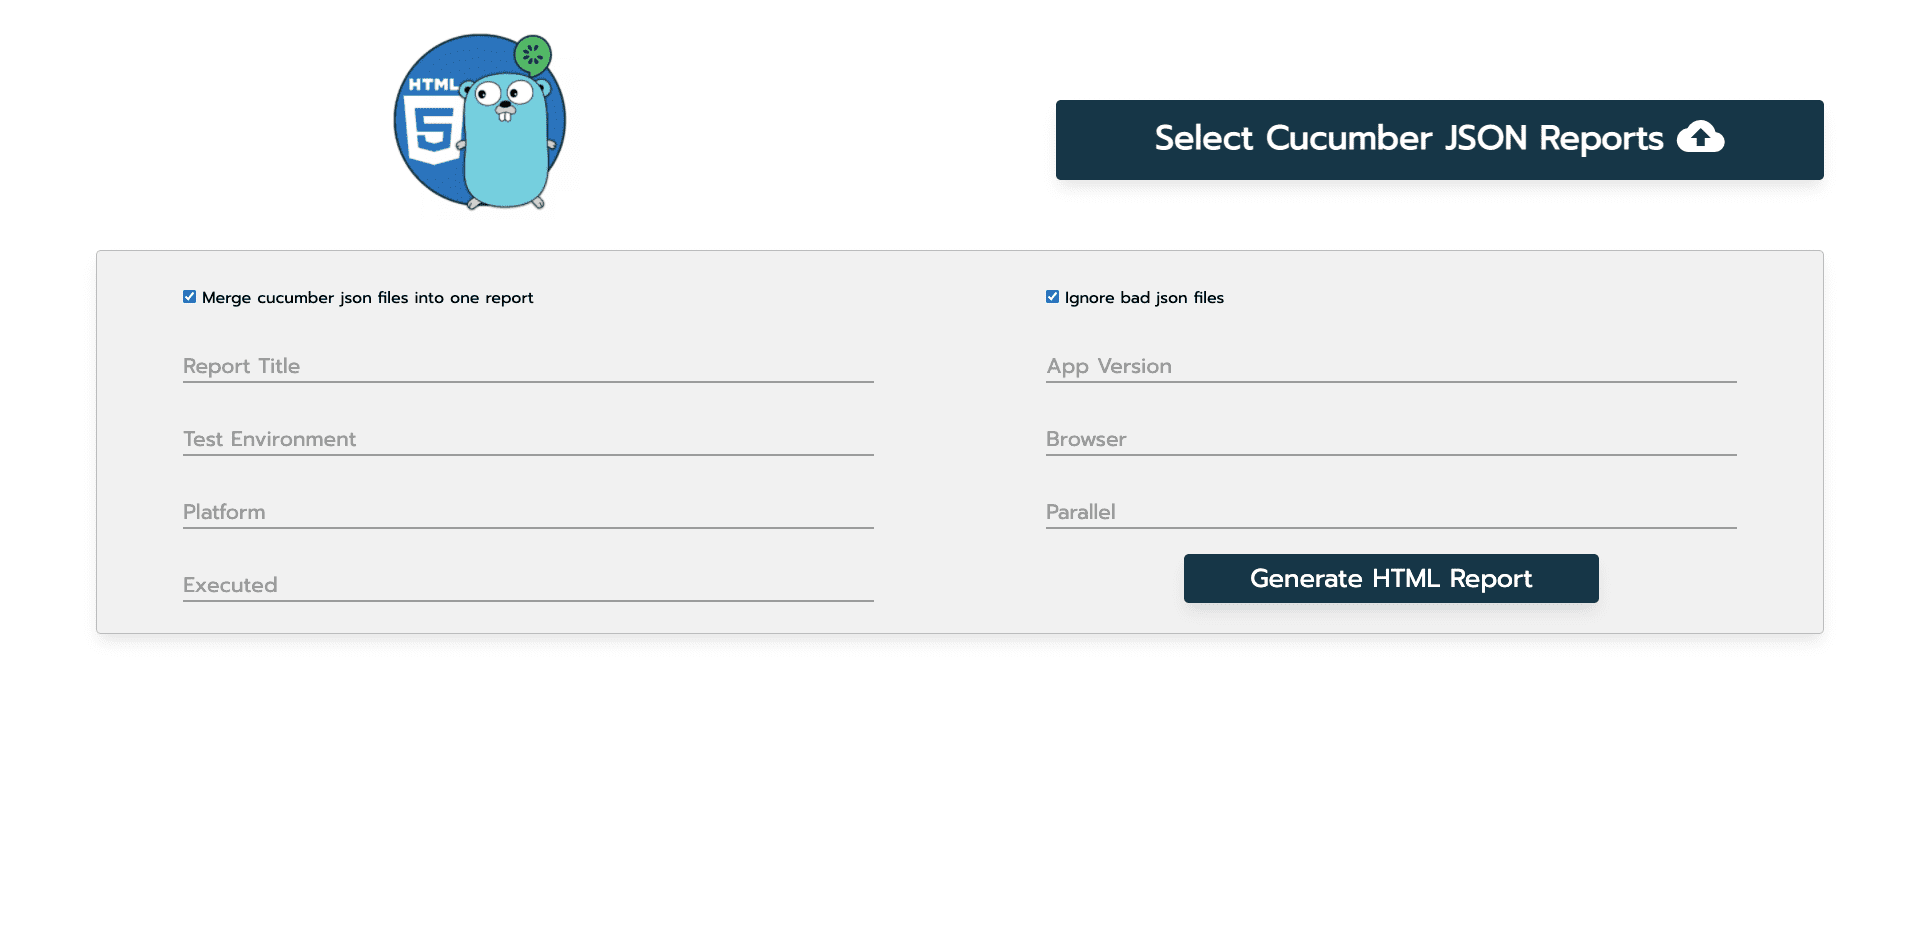 HTML
5
Select Cucumber JSON Reports
Merge cucumber json files into one report
Ignore bad json files
Report Title
App Version
Test Environment
Browser
Platform
Parallel
Executed
Generate HTML Report